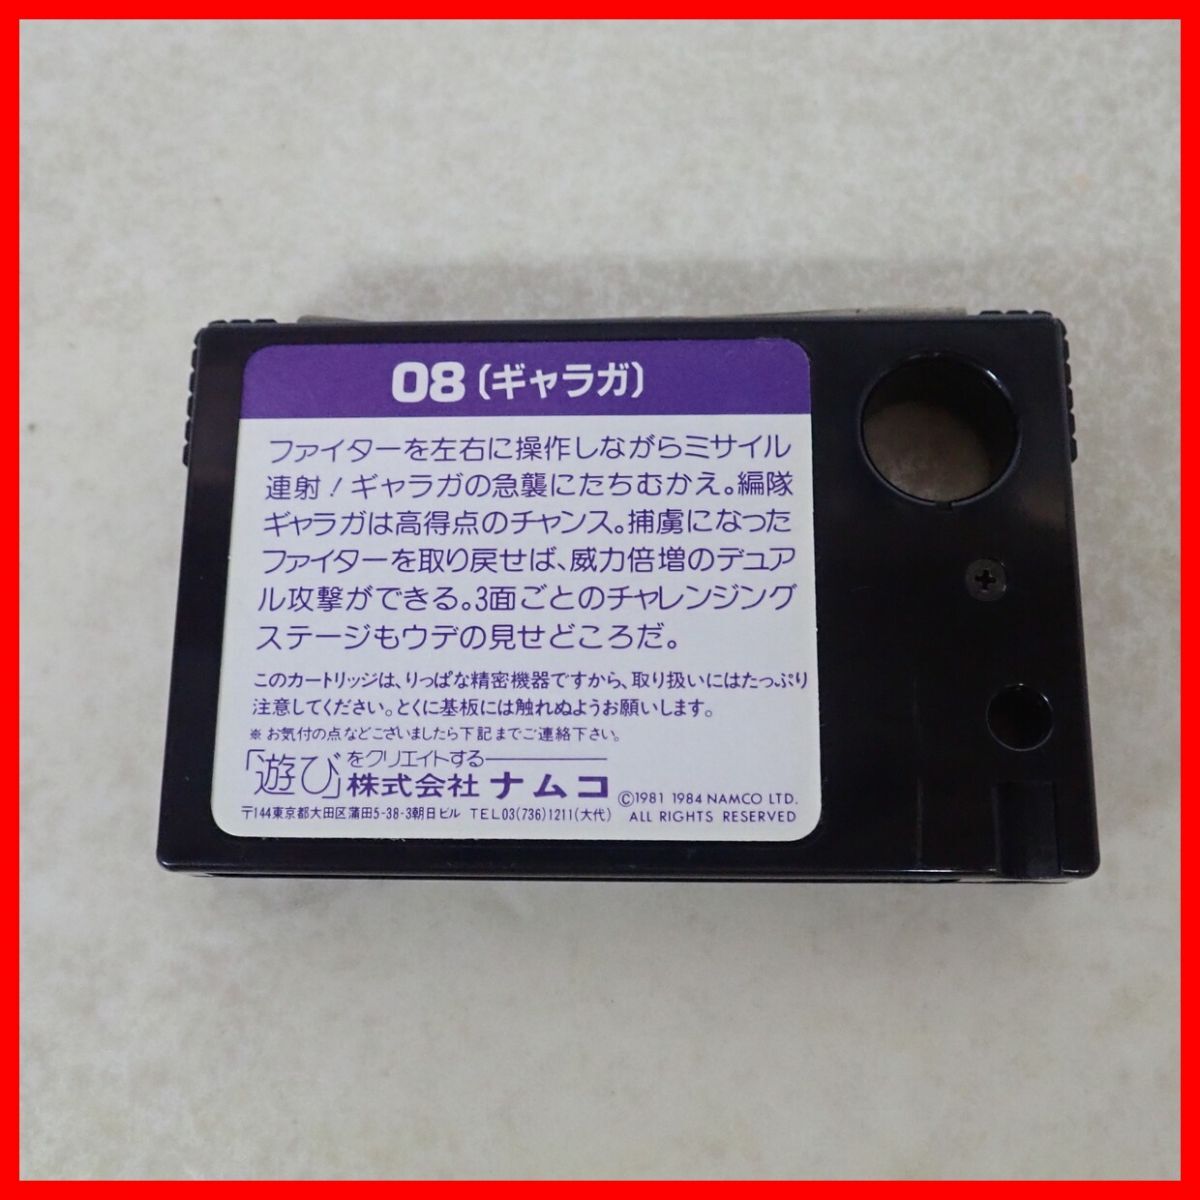 08〔ギャラガ〕
ファイターを左右に操作しながらミサイル
連射！ギャラガの急襲にたちむかえ。編隊
ギャラガは高得点のチャンス。捕虜になった
ファイターを取り戻せば、威力倍増のデュア
ル攻撃ができる。3面ごとのチャレンジング
ステージもウデの見せどころだ。
このカートリッジは、りっぱな精密機器ですから、取り扱いにはたっぷり
注意してください。とくに基板には触れぬようお願いします。
※お気付の点などございましたら下記までご連絡下さい。
「遊び」をクリエイトする
株式会社 ナムコ
〒144東京都大田区蒲田5-38-3朝日ビル TEL03(736)1211(大代)
©1981 1984 NAMCO LTD.
ALL RIGHTS RESERVED